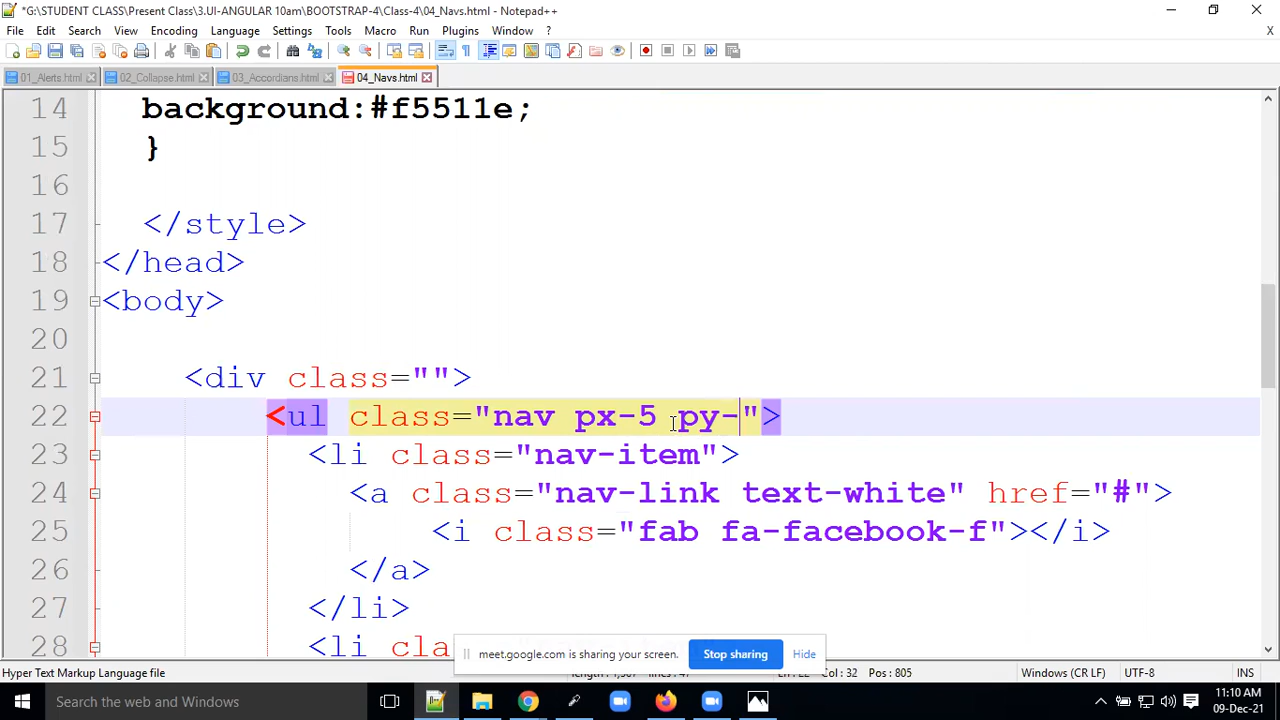 *G:\STUDENT CLASS\Present Class\3.UI-ANGULAR 10am\BOOTSTRAP-4\Class-4\04_Navs.html - Notepad++
File Edit Search View Encoding Language Settings Tools Macro Run Plugins Window ? X
01_Alerts.html 02_Collapse.html 03_Accordians.html 04_Navs.html
14 background:#f5511e;
15 }
16
17 </style>
18 </head>
19 <body>
20
21 <div class="">
22 <ul class="nav px-5 py-">
23 <li class="nav-item">
24 <a class="nav-link text-white" href="#">
25 <i class="fab fa-facebook-f"></i>
26 </a>
27 </li>
28 <li cl
meet.google.com is sharing your screen. Stop sharing Hide
Hyper Text Markup Language file Col : 32 Pos : 805 Windows (CR LF) UTF-8 INS
Search the web and Windows
11:10 AM
09-Dec-21